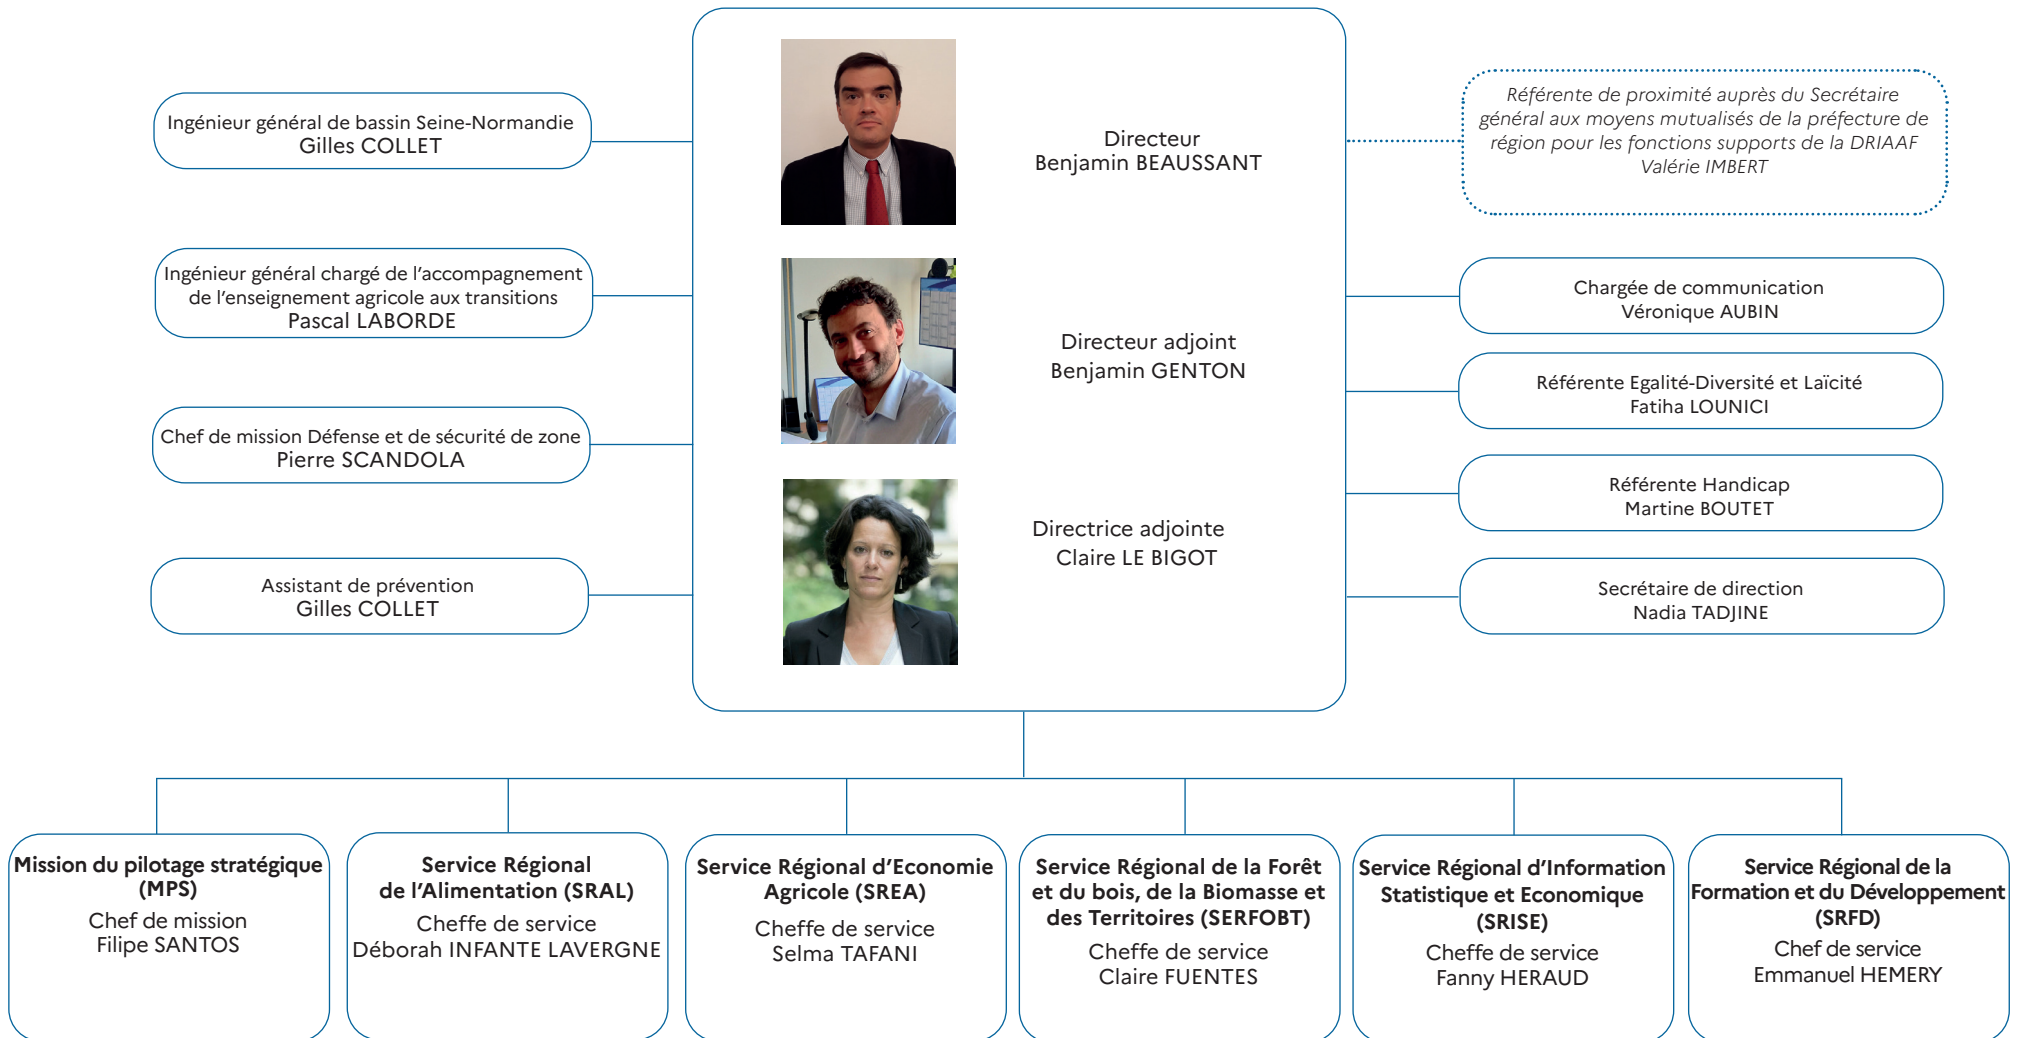 Ingénieur général de bassin Seine-Normandie
Gilles COLLET
Ingénieur général chargé de l’accompagnement
de l’enseignement agricole aux transitions
Pascal LABORDE
Chef de mission Défense et de sécurité de zone
Pierre SCANDOLA
Assistant de prévention
Gilles COLLET
Directeur
Benjamin BEAUSSANT
Directeur adjoint
Benjamin GENTON
Directrice adjointe
Claire LE BIGOT
Référente de proximité auprès du Secrétaire
général aux moyens mutualisés de la préfecture de
région pour les fonctions supports de la DRIAAF
Valérie IMBERT
Chargée de communication
Véronique AUBIN
Référente Egalité-Diversité et Laïcité
Fatiha LOUNICI
Référente Handicap
Martine BOUTET
Secrétaire de direction
Nadia TADJINE
Mission du pilotage stratégique
(MPS)
Chef de mission
Filipe SANTOS
Service Régional
de l’Alimentation (SRAL)
Cheffe de service
Déborah INFANTE LAVERGNE
Service Régional d’Economie
Agricole (SREA)
Cheffe de service
Selma TAFANI
Service Régional de la Forêt
et du bois, de la Biomasse et
des Territoires (SERFOBT)
Cheffe de service
Claire FUENTES
Service Régional d’Information
Statistique et Economique
(SRISE)
Cheffe de service
Fanny HERAUD
Service Régional de la
Formation et du Développement
(SRFD)
Chef de service
Emmanuel HEMERY